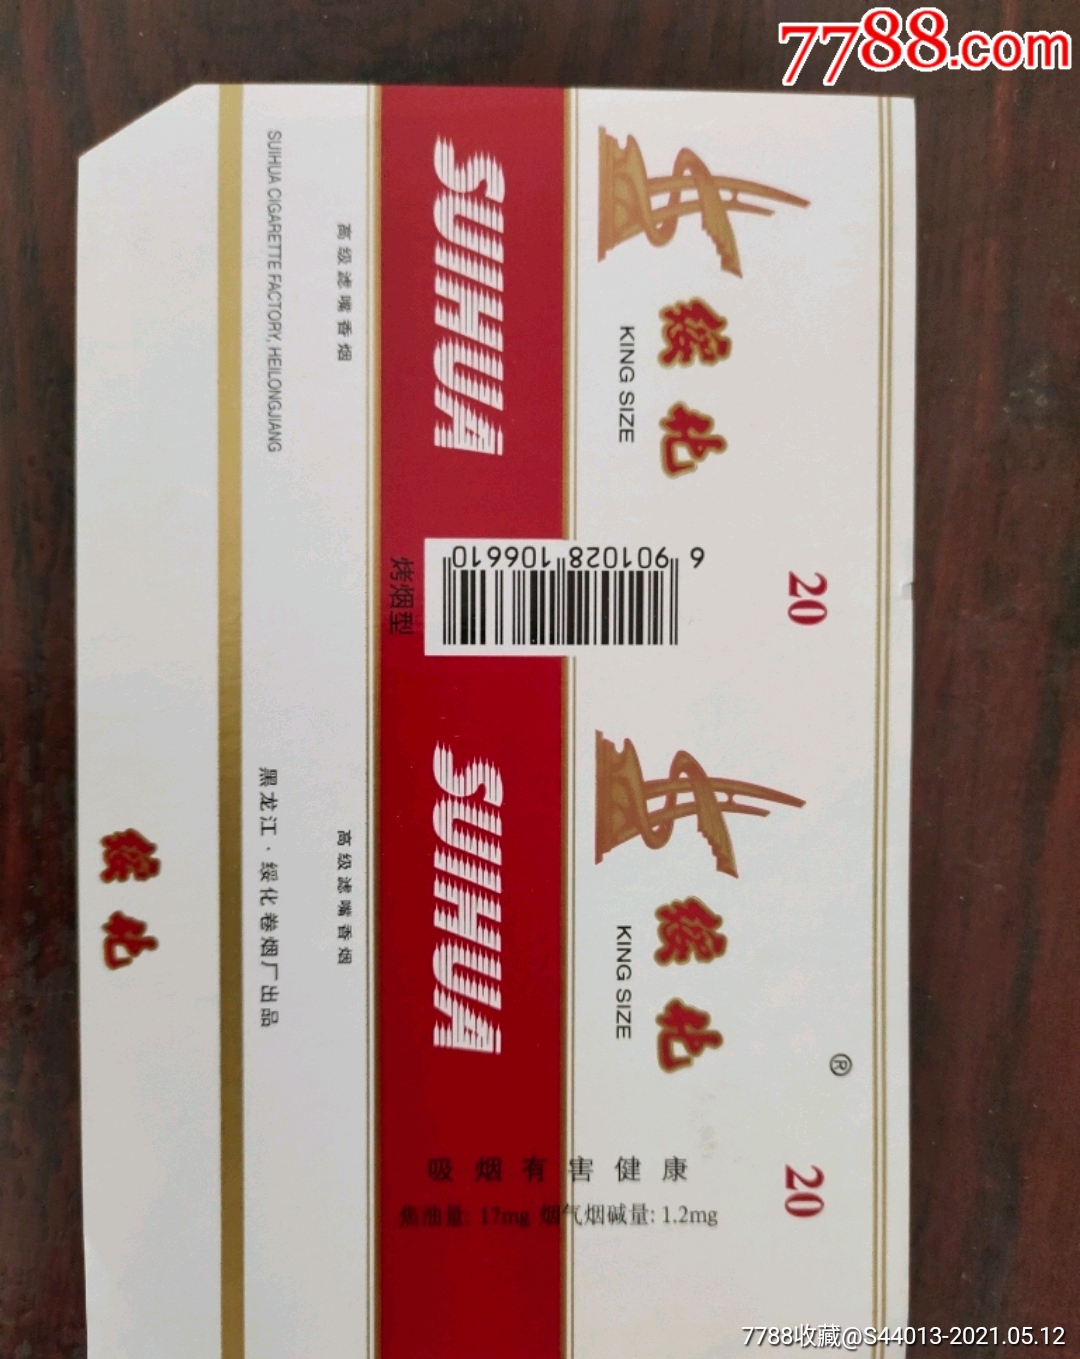 7788.com
SUIHUA CIGARETTE FACTORY, HEILONGJIANG
高级滤嘴香烟
SUIHUA
KING SIZE
绥化
20
烤烟型
6 901028 106610
绥化
黑龙江·绥化卷烟厂出品
高级滤嘴香烟
SUIHUA
KING SIZE
绥化
®
20
吸烟有害健康
焦油量: 17mg 烟气烟碱量: 1.2mg
7788收藏@S44013-2021.05.12